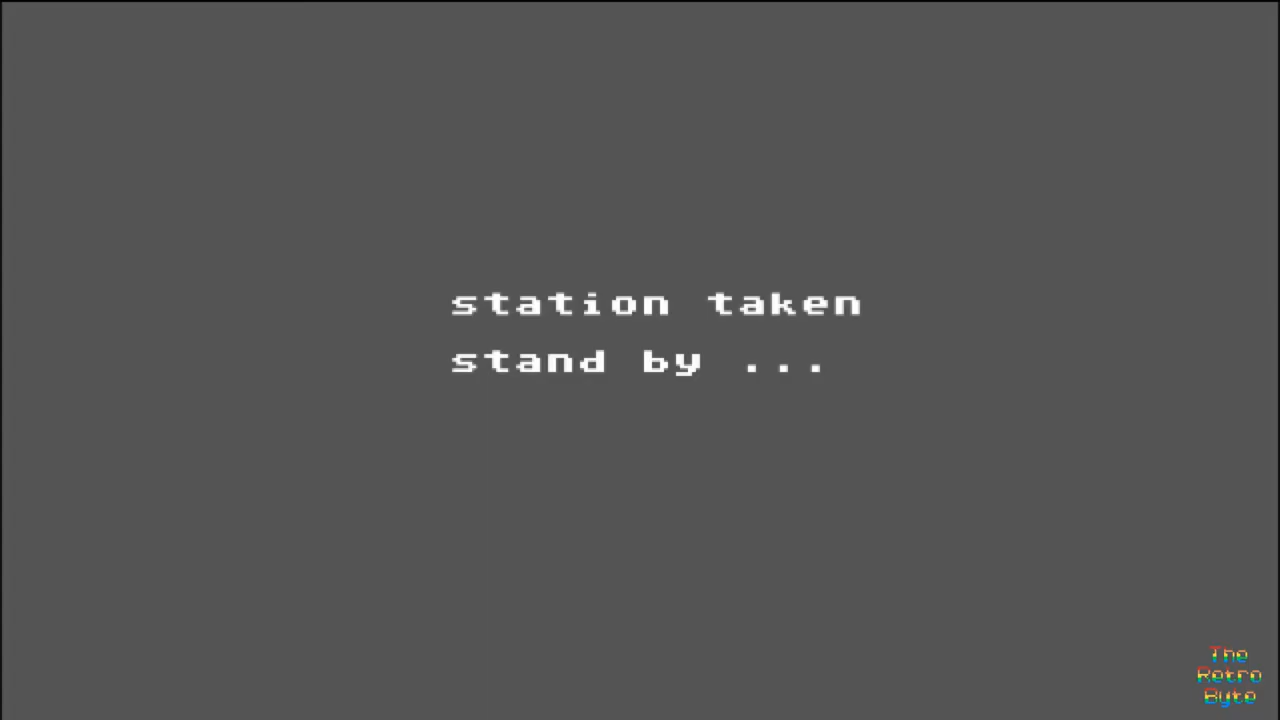 station taken
stand by ...
The
Retro
Byte